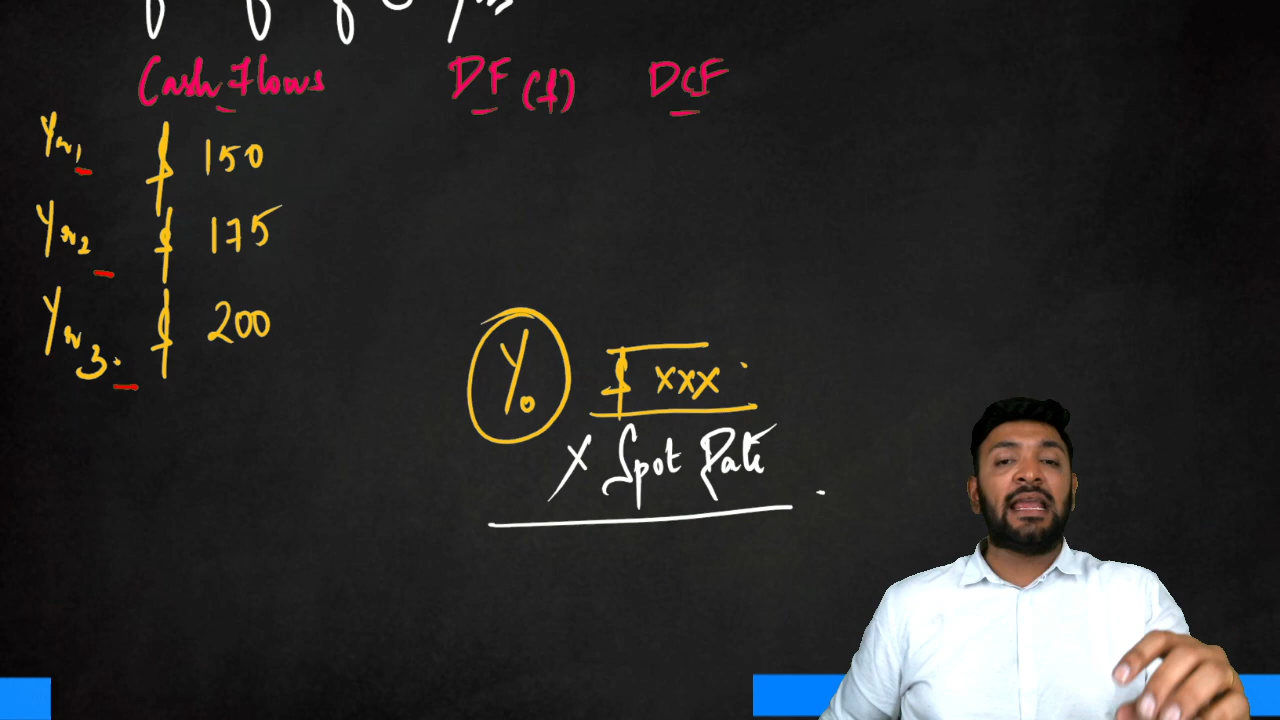 Cash Flows DF ($) DCF
Yr1 $ 150
Yr2 $ 175
Yr3. $ 200
Y0 $ xxx
X Spot Rate